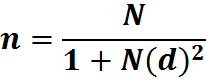 n = N / 1 + N(d)²